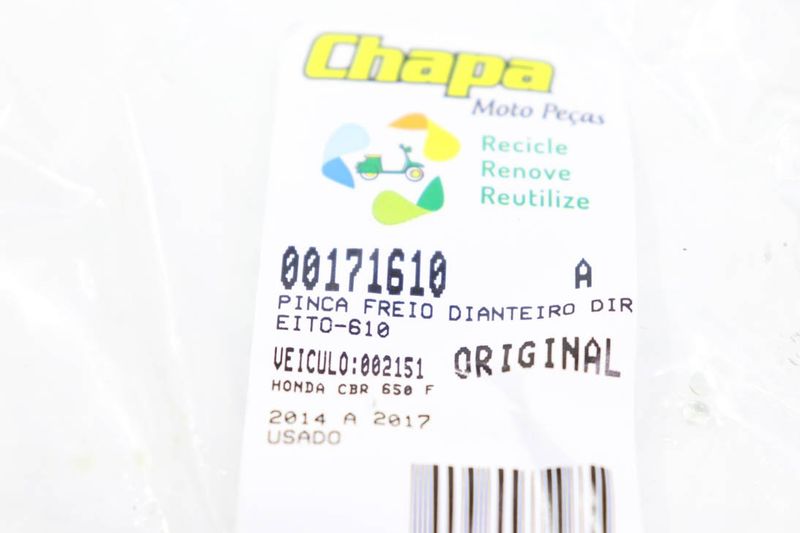 Chapa
Moto Peças
Recicle
Renove
Reutilize
00171610 A
PINCA FREIO DIANTEIRO DIR
EITO-610
VEICULO:002151 ORIGINAL
HONDA CBR 650 F
2014 A 2017
USADO